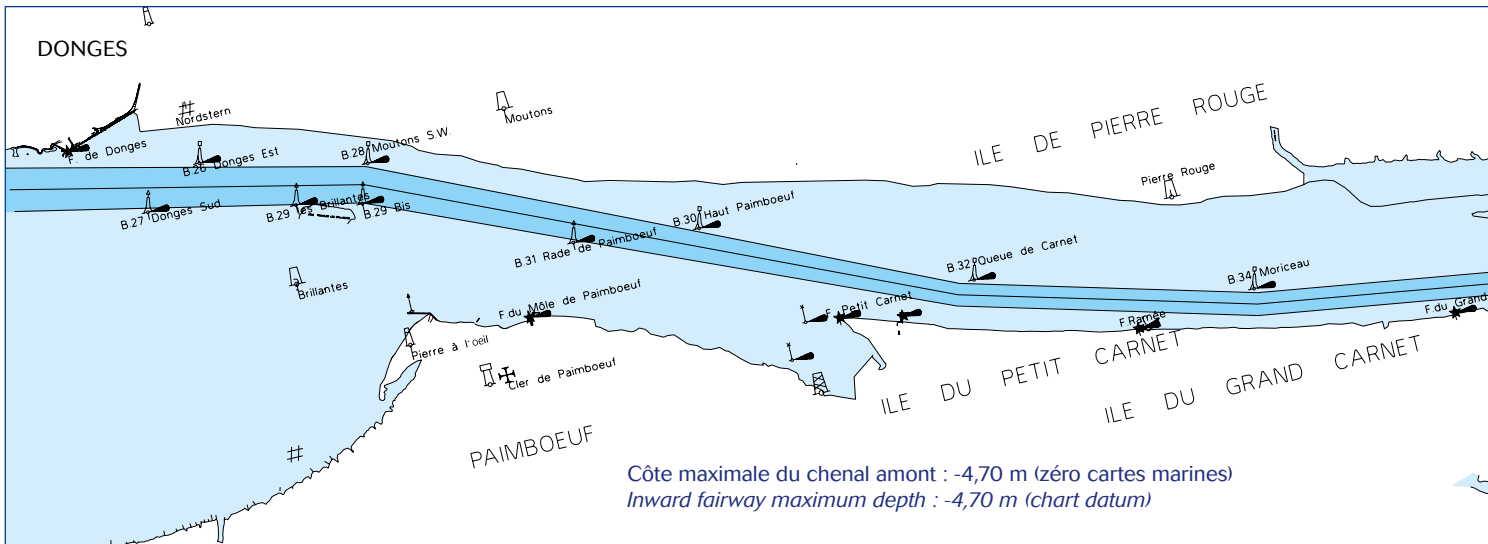 DONGES
Nordstern
Moutons
ILE DE PIERRE ROUGE
F. de Donges
B.26 Donges Est
B.28 Moutons S.W.
Pierre Rouge
B.27 Donges Sud
B.29 les Brillantes
B.29 Bis
B.30 Haut Paimboeuf
B.31 Rade de Paimboeuf
B.32 Queue de Carnet
B.34 Moriceau
Brillantes
F. du Môle de Paimboeuf
F. Petit Carnet
F. Ramée
F. du Grand
Pierre à l'oeil
Cler de Paimboeuf
ILE DU PETIT CARNET
ILE DU GRAND CARNET
PAIMBOEUF
Côte maximale du chenal amont : -4,70 m (zéro cartes marines)
Inward fairway maximum depth : -4,70 m (chart datum)